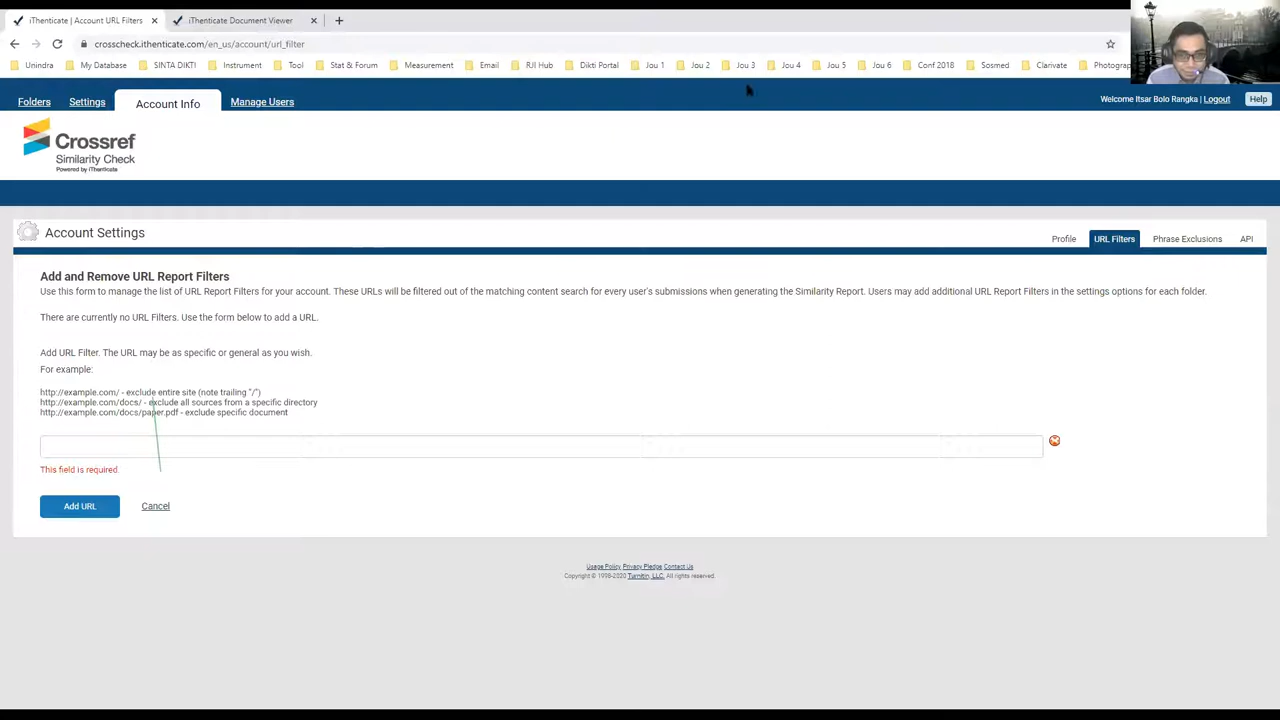 iThenticate | Account URL Filters
iThenticate Document Viewer
crosscheck.ithenticate.com/en_us/account/url_filter
Unindra My Database SINTA DIKTI Instrument Tool Stat & Forum Measurement Email RJI Hub Dikti Portal Jou 1 Jou 2 Jou 3 Jou 4 Jou 5 Jou 6 Conf 2018 Sosmed Clarivate Photograp
Folders Settings Account Info Manage Users
Welcome Itsar Bolo Rangka | Logout Help
Crossref
Similarity Check
Powered by iThenticate
Account Settings
Profile URL Filters Phrase Exclusions API
Add and Remove URL Report Filters
Use this form to manage the list of URL Report Filters for your account. These URLs will be filtered out of the matching content search for every user's submissions when generating the Similarity Report. Users may add additional URL Report Filters in the settings options for each folder.
There are currently no URL Filters. Use the form below to add a URL.
Add URL Filter. The URL may be as specific or general as you wish.
For example:
http://example.com/ - exclude entire site (note trailing "/")
http://example.com/docs/ - exclude all sources from a specific directory
http://example.com/docs/paper.pdf - exclude specific document
This field is required.
Add URL Cancel
Usage Policy Privacy Pledge Contact Us
Copyright © 1998-2020 Turnitin, LLC. All rights reserved.